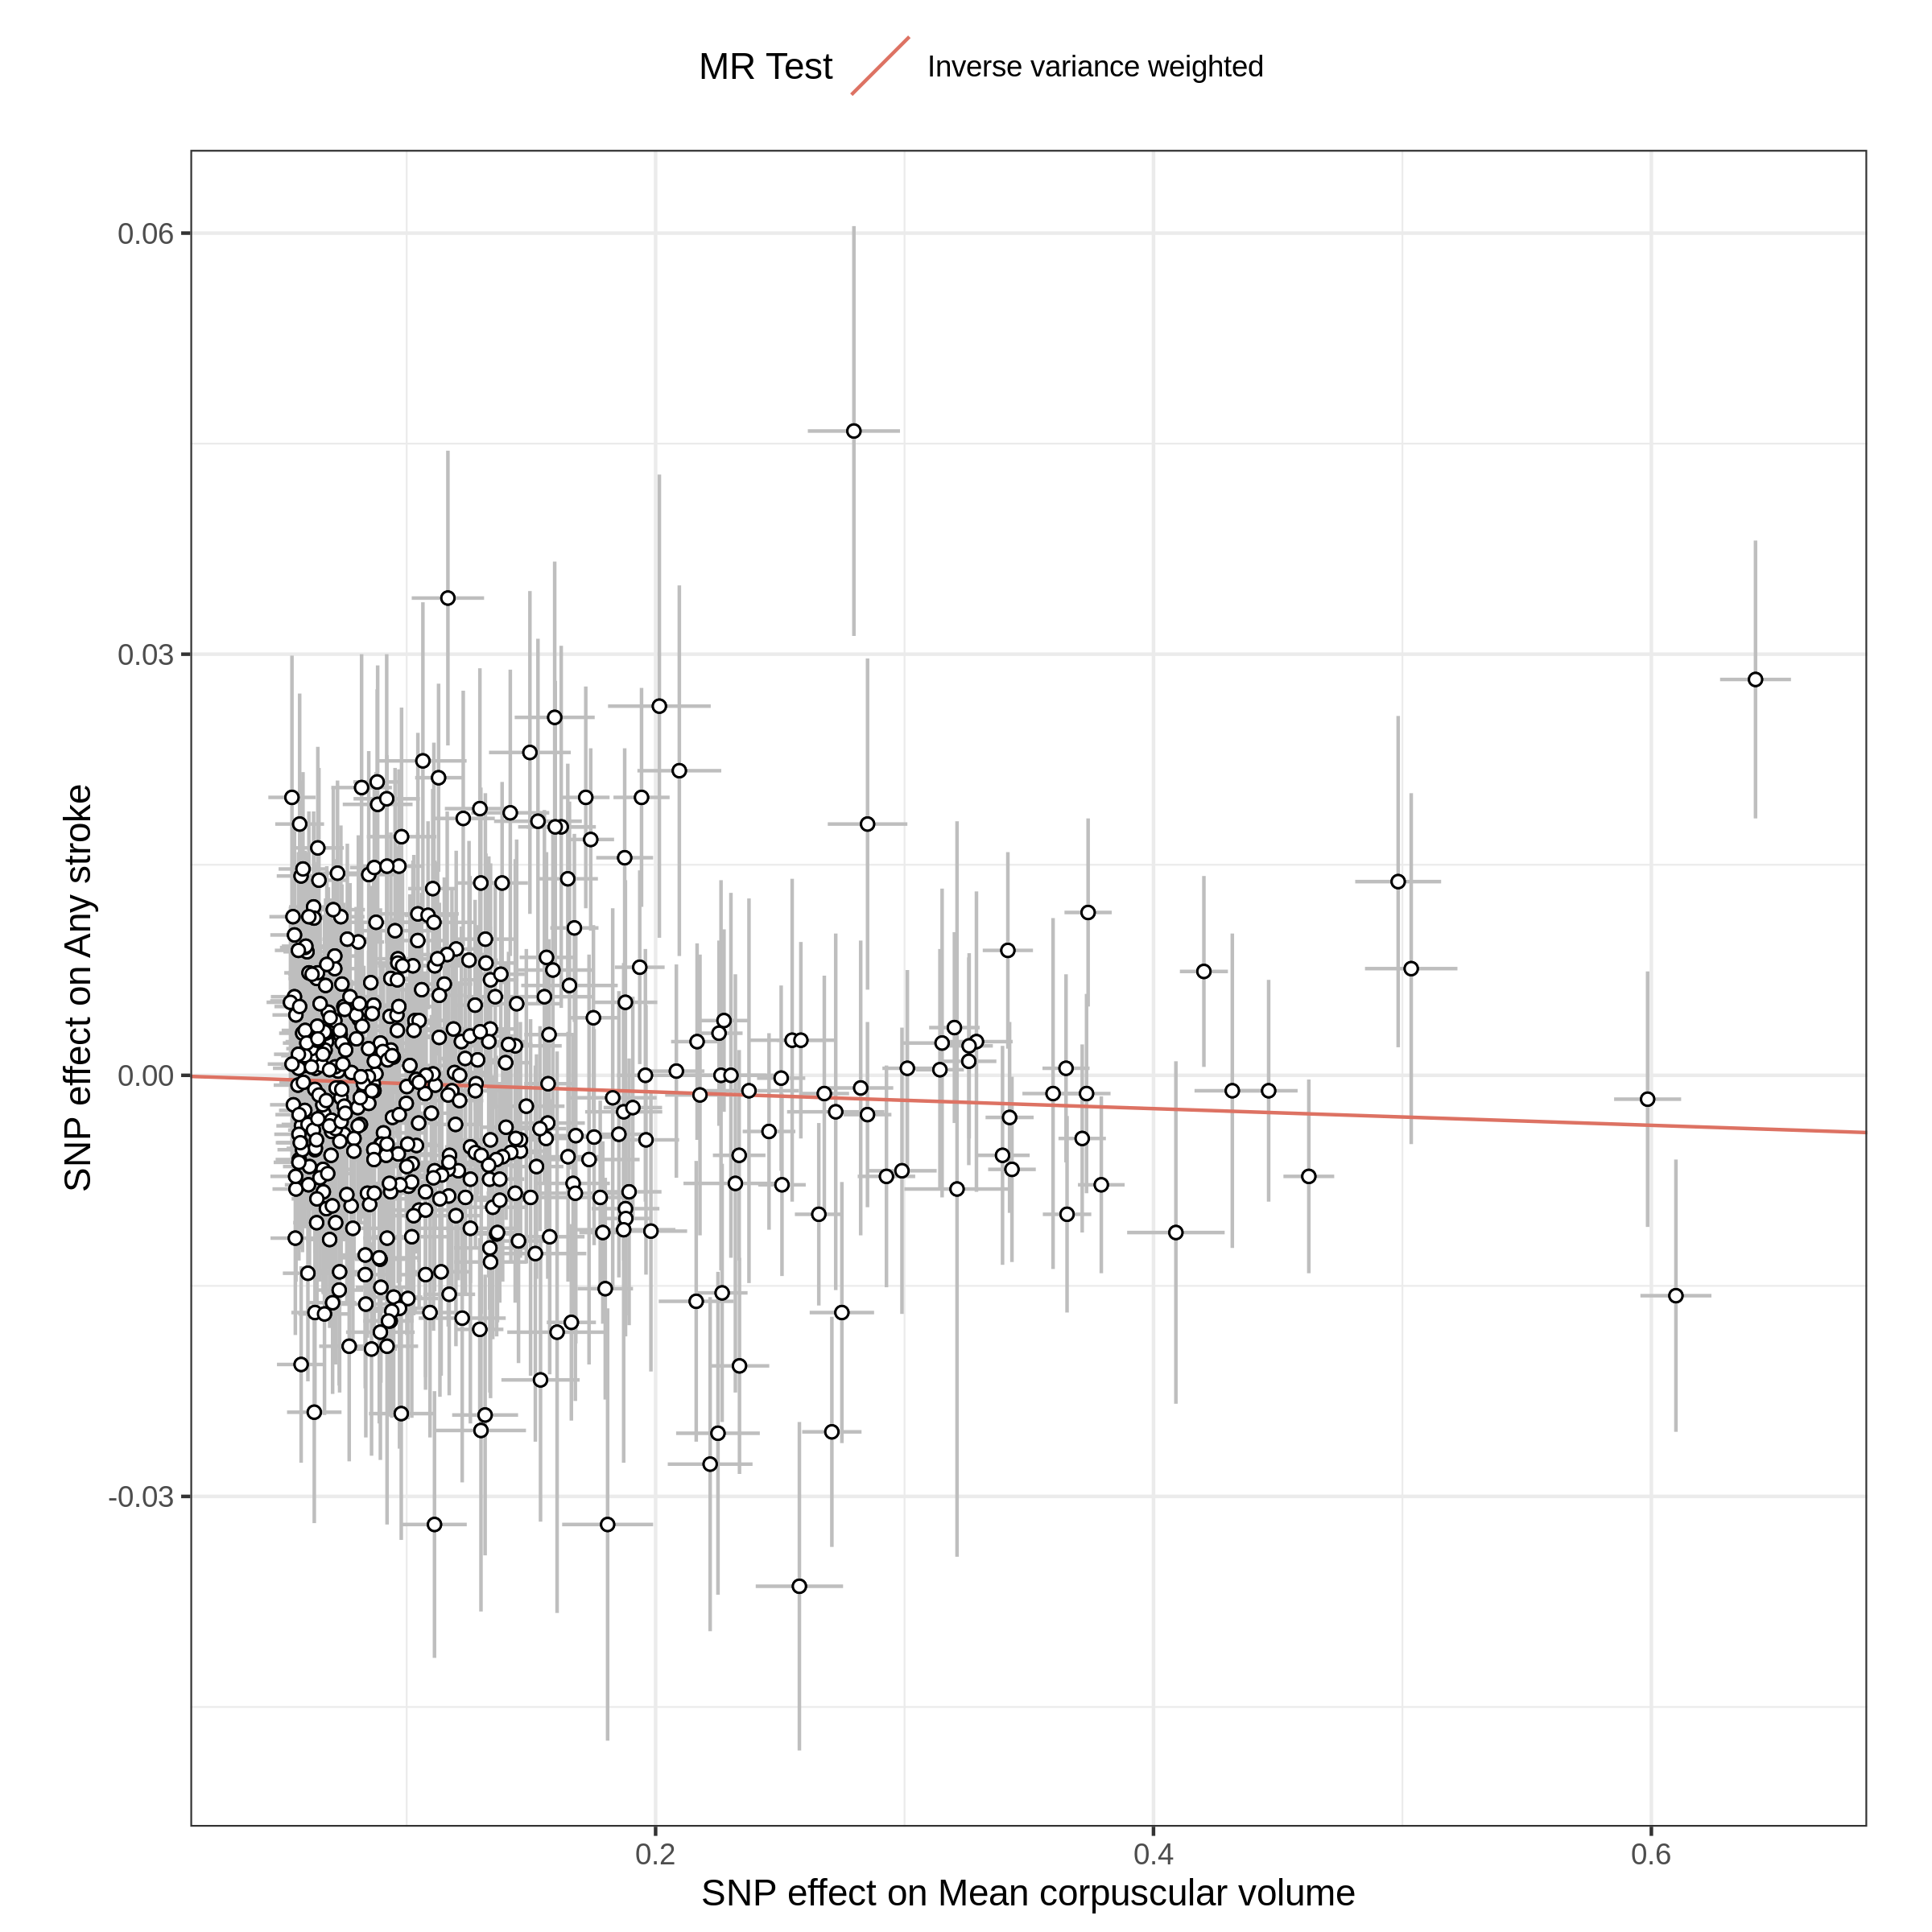 MR Test Inverse variance weighted
0.06
0.03
0.00
-0.03
SNP effect on Any stroke
0.2 0.4 0.6
SNP effect on Mean corpuscular volume